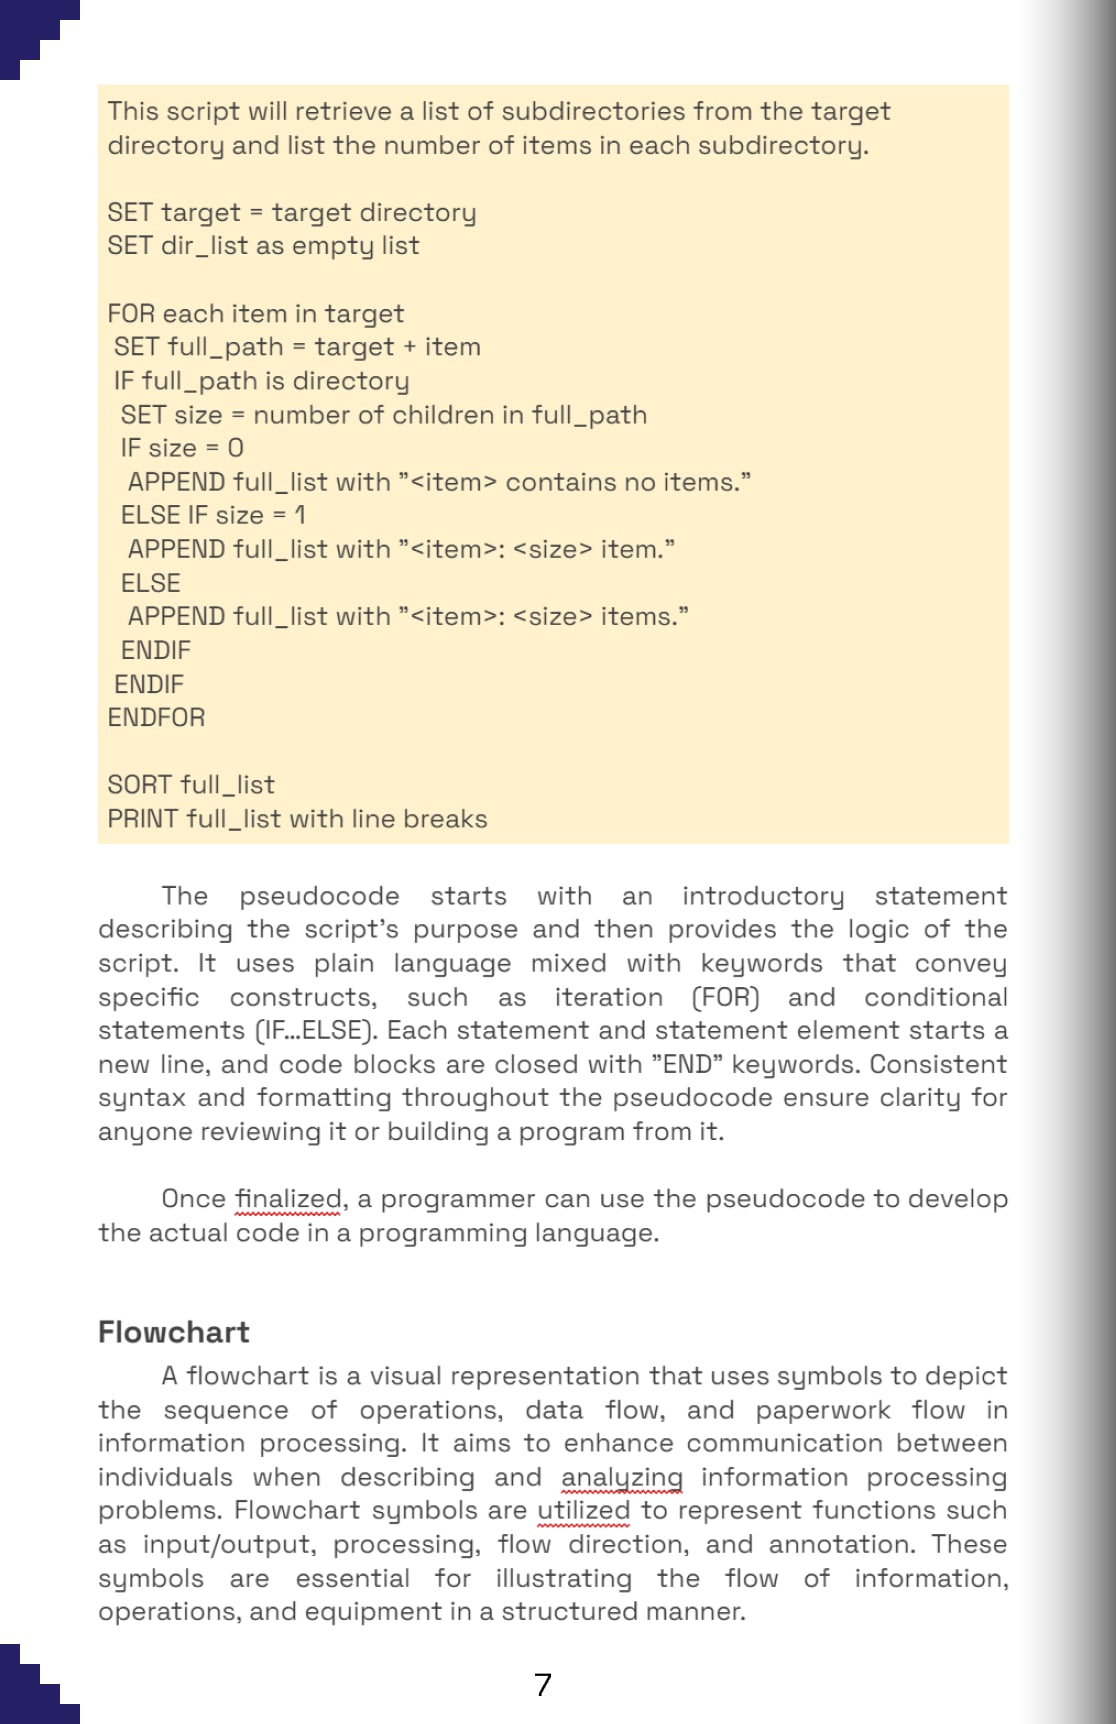 This script will retrieve a list of subdirectories from the target
directory and list the number of items in each subdirectory.
SET target = target directory
SET dir_list as empty list
FOR each item in target
SET full_path = target + item
IF full_path is directory
SET size = number of children in full_path
IF size = 0
APPEND full_list with ”<item> contains no items.”
ELSE IF size = 1
APPEND full_list with ”<item>: <size> item.”
ELSE
APPEND full_list with ”<item>: <size> items.”
ENDIF
ENDIF
ENDFOR
SORT full_list
PRINT full_list with line breaks
The pseudocode starts with an introductory statement
describing the script’s purpose and then provides the logic of the
script. It uses plain language mixed with keywords that convey
specific constructs, such as iteration (FOR) and conditional
statements (IF…ELSE). Each statement and statement element starts a
new line, and code blocks are closed with ”END” keywords. Consistent
syntax and formatting throughout the pseudocode ensure clarity for
anyone reviewing it or building a program from it.
Once finalized, a programmer can use the pseudocode to develop
the actual code in a programming language.
Flowchart
A flowchart is a visual representation that uses symbols to depict
the sequence of operations, data flow, and paperwork flow in
information processing. It aims to enhance communication between
individuals when describing and analyzing information processing
problems. Flowchart symbols are utilized to represent functions such
as input/output, processing, flow direction, and annotation. These
symbols are essential for illustrating the flow of information,
operations, and equipment in a structured manner.
7